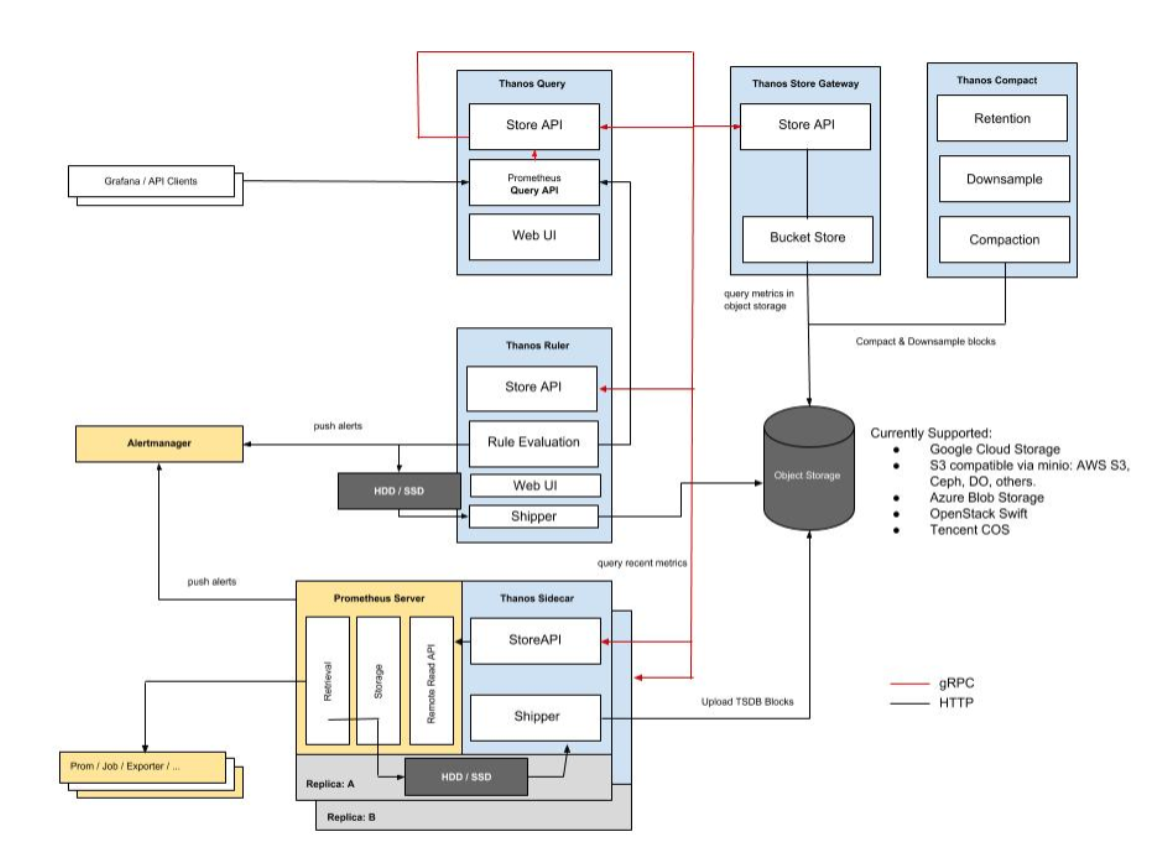 Thanos Query
Store API
Prometheus
Query API
Web UI
Thanos Store Gateway
Store API
Bucket Store
Thanos Compact
Retention
Downsample
Compaction
Grafana / API Clients
query metrics in
object storage
Compact & Downsample blocks
Thanos Ruler
Store API
Rule Evaluation
Web UI
Shipper
push alerts
Alertmanager
HDD / SSD
Object Storage
Currently Supported:
● Google Cloud Storage
● S3 compatible via minio: AWS S3,
Ceph, DO, others.
● Azure Blob Storage
● OpenStack Swift
● Tencent COS
query recent metrics
push alerts
Prometheus Server
Retrieval
Storage
Remote Read API
Thanos Sidecar
StoreAPI
Shipper
Upload TSDB Blocks
HDD / SSD
Replica: A
Replica: B
Prom / Job / Exporter / ...
gRPC
HTTP